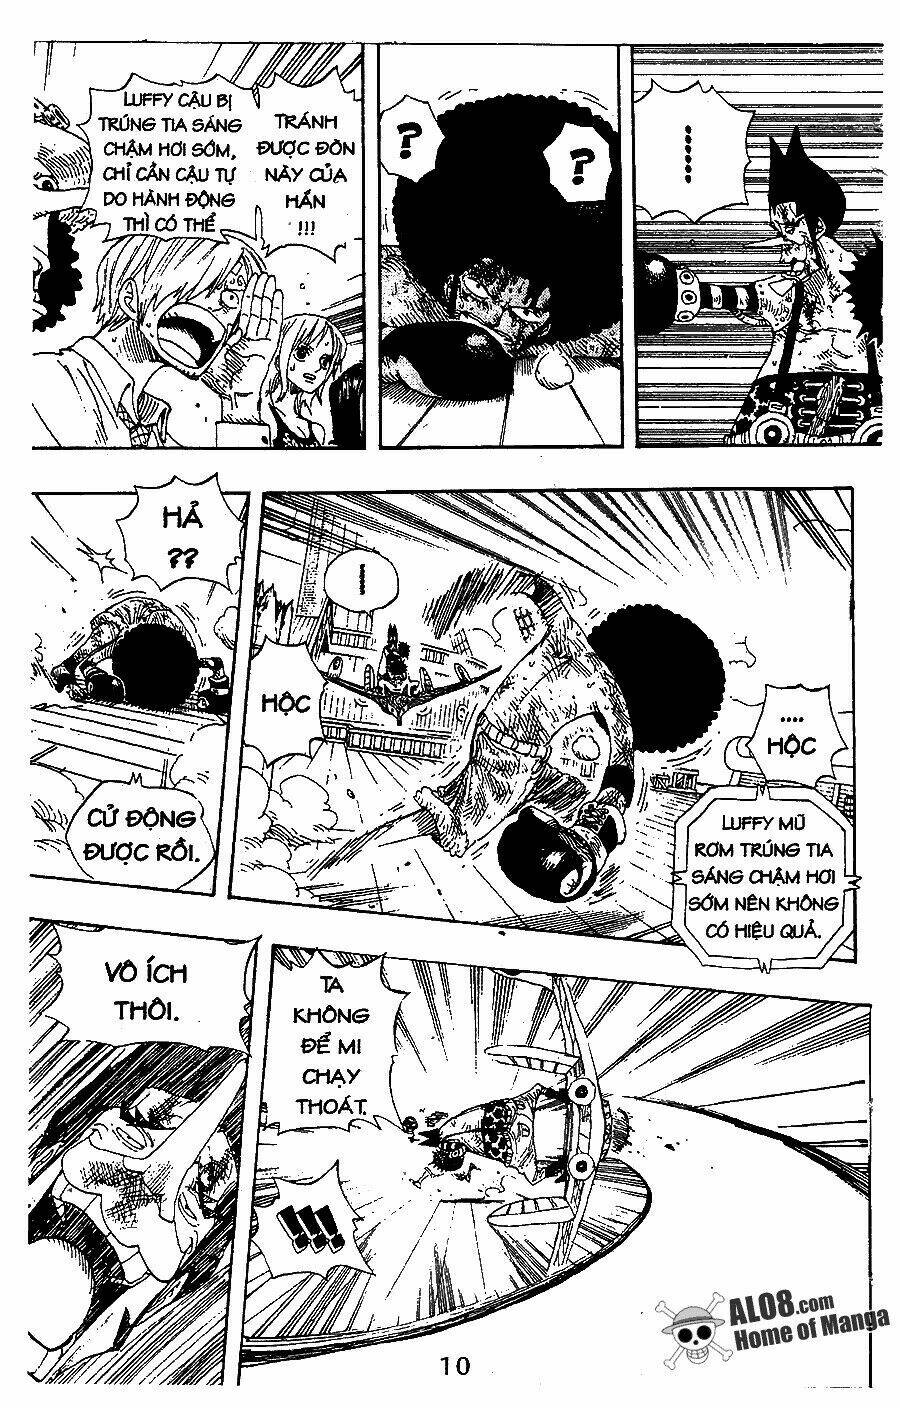 ......
?
?
TRÁNH
ĐƯỢC ĐÒN
NÀY CỦA
HẮN
!!!
LUFFY CẬU BỊ
TRÚNG TIA SÁNG
CHẬM HƠI SỚM,
CHỈ CẦN CẬU TỰ
DO HÀNH ĐỘNG
THÌ CÓ THỂ
....
HỘC
LUFFY MŨ
RƠM TRÚNG TIA
SÁNG CHẬM HƠI
SỚM NÊN KHÔNG
CÓ HIỆU QUẢ.
HỘC
HẢ
??
CỬ ĐỘNG
ĐƯỢC RỒI.
TA
KHÔNG
ĐỂ MI
CHẠY
THOÁT.
!!!
VÔ ÍCH
THÔI.
10
ALO8.com
Home of Manga